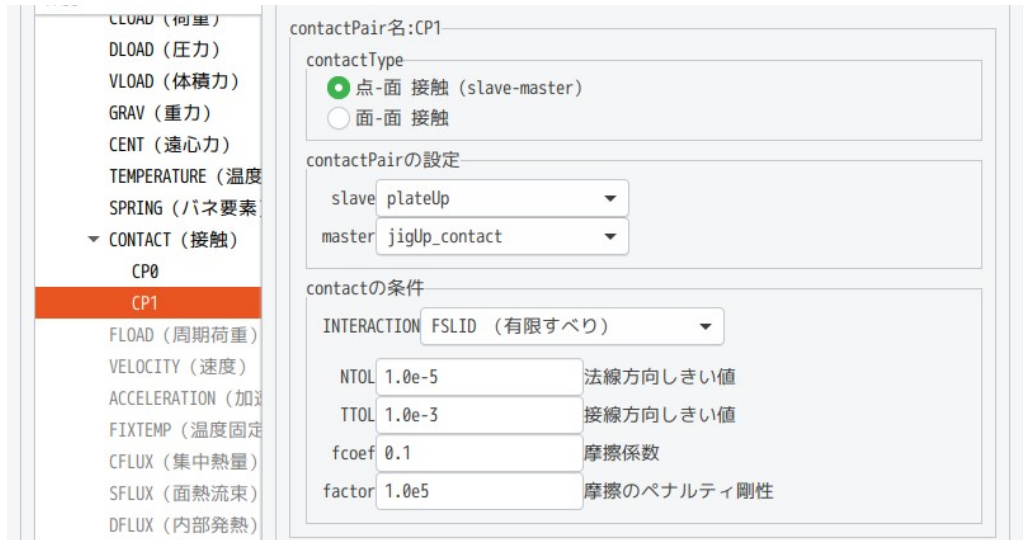 CLOAD (荷重)
DLOAD (圧力)
VLOAD (体積力)
GRAV (重力)
CENT (遠心力)
TEMPERATURE (温度
SPRING (バネ要素
CONTACT (接触)
CP0
CP1
FLOAD (周期荷重)
VELOCITY (速度)
ACCELERATION (加速
FIXTEMP (温度固定
CFLUX (集中熱量)
SFLUX (面熱流束)
DFLUX (内部発熱)
contactPair名:CP1
contactType
点-面 接触 (slave-master)
面-面 接触
contactPairの設定
slave plateUp
master jigUp_contact
contactの条件
INTERACTION FSLID (有限すべり)
NTOL 1.0e-5 法線方向しきい値
TTOL 1.0e-3 接線方向しきい値
fcoef 0.1 摩擦係数
factor 1.0e5 摩擦のペナルティ剛性